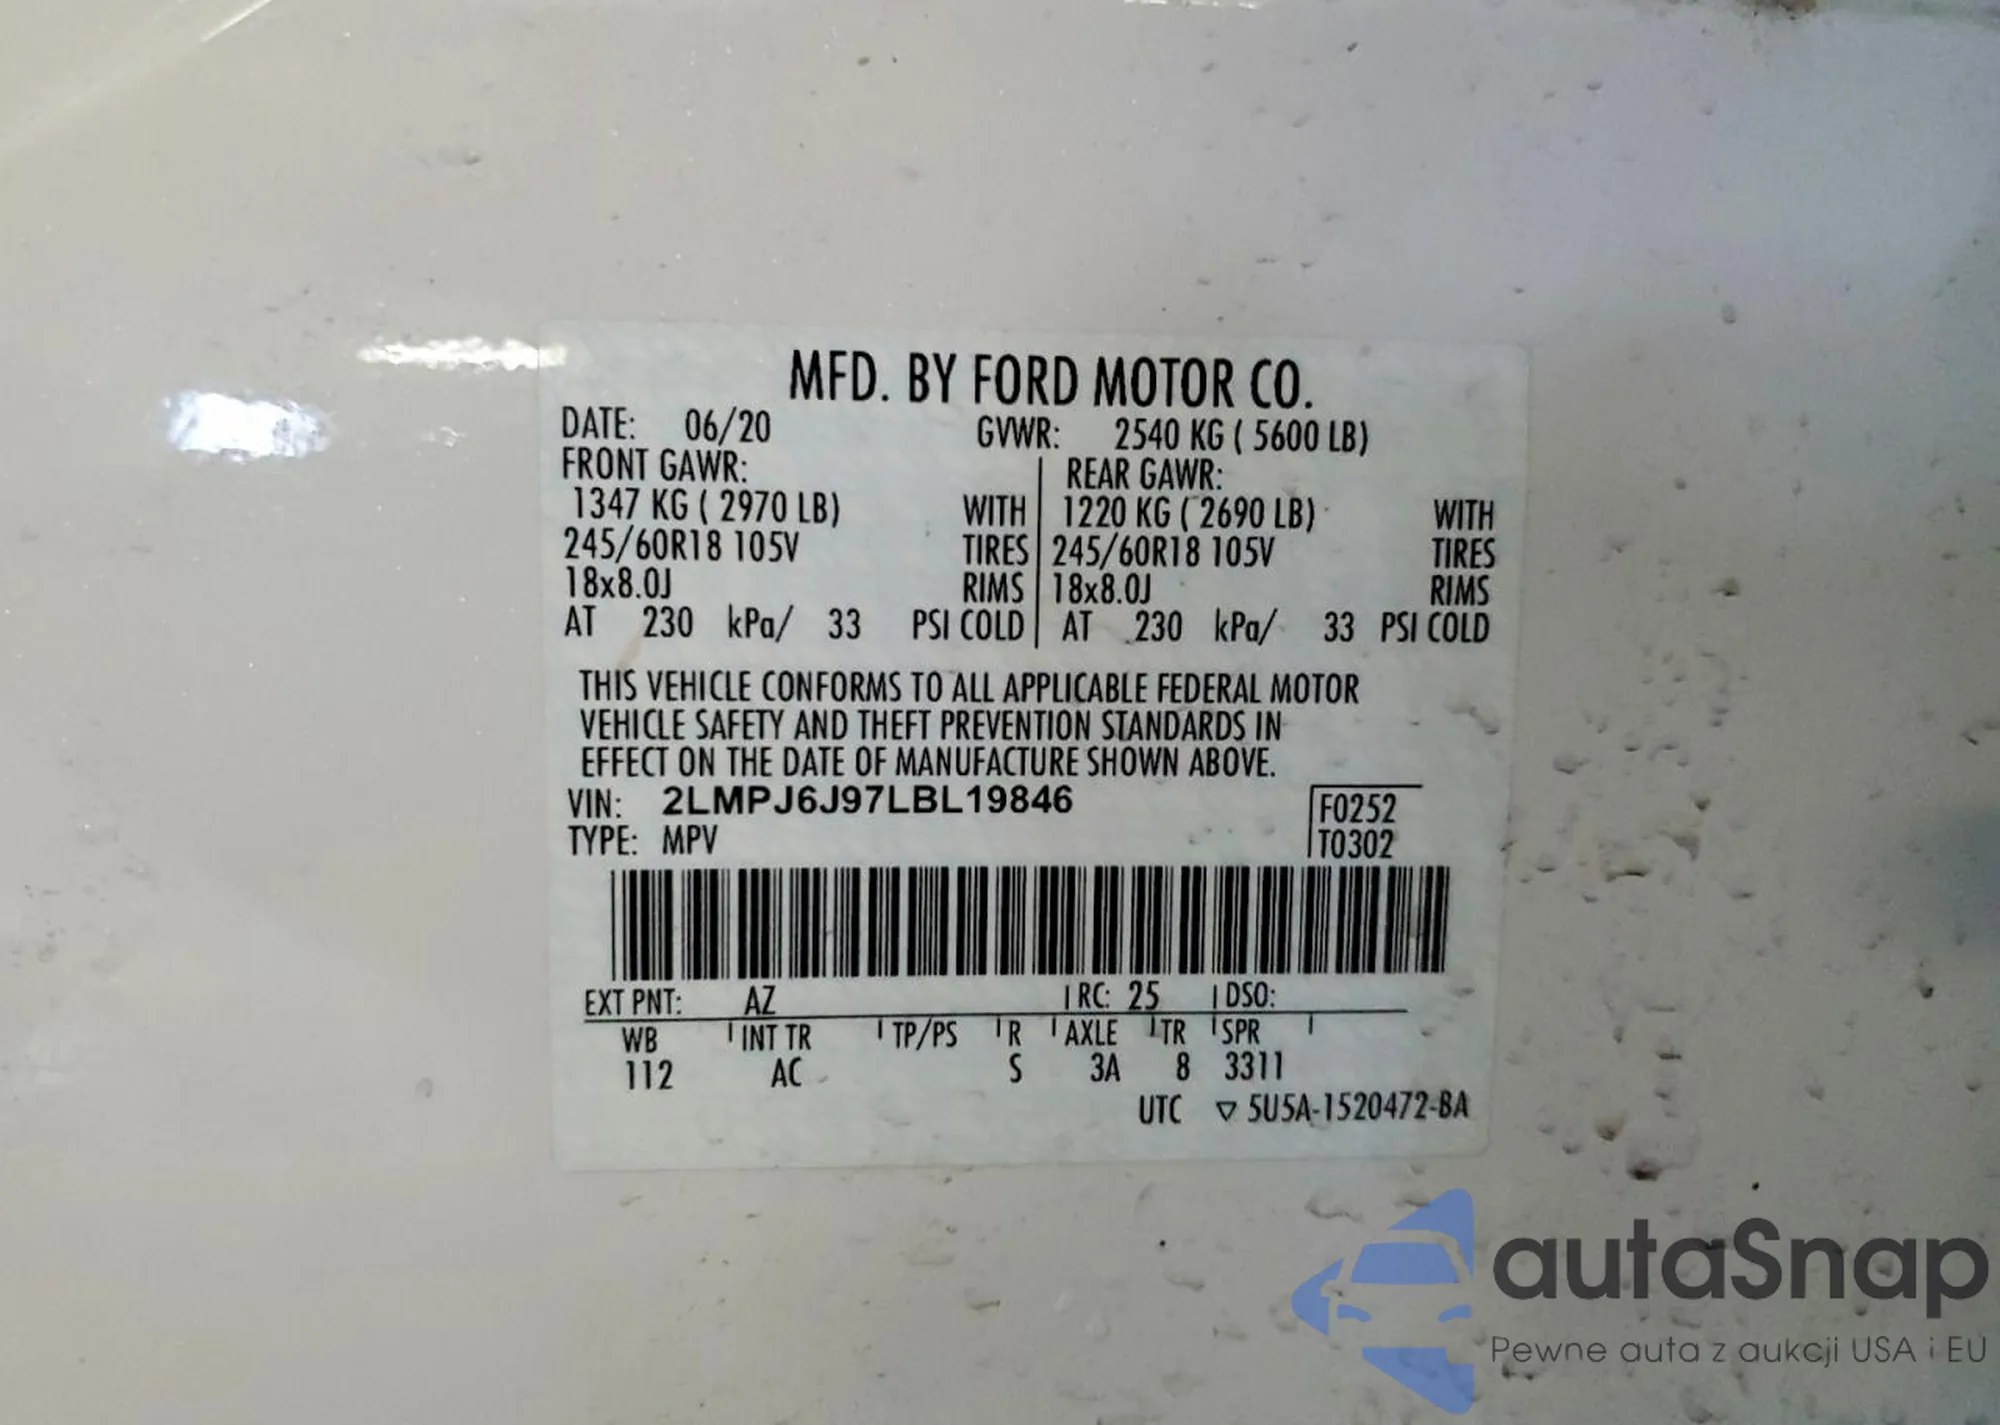 MFD. BY FORD MOTOR CO.
DATE: 06/20 GVWR: 2540 KG ( 5600 LB)
FRONT GAWR: REAR GAWR:
1347 KG ( 2970 LB) WITH 1220 KG ( 2690 LB) WITH
245/60R18 105V TIRES 245/60R18 105V TIRES
18x8.0J RIMS 18x8.0J RIMS
AT 230 kPa/ 33 PSI COLD AT 230 kPa/ 33 PSI COLD
THIS VEHICLE CONFORMS TO ALL APPLICABLE FEDERAL MOTOR
VEHICLE SAFETY AND THEFT PREVENTION STANDARDS IN
EFFECT ON THE DATE OF MANUFACTURE SHOWN ABOVE.
VIN: 2LMPJ6J97LBL19846 F0252
TYPE: MPV T0302
EXT PNT: AZ RC: 25 DSO:
WB INT TR TP/PS R AXLE TR SPR
112 AC S 3A 8 3311
UTC ▽ 5U5A-1520472-BA
autaSnap
Pewne auta z aukcji USA i EU